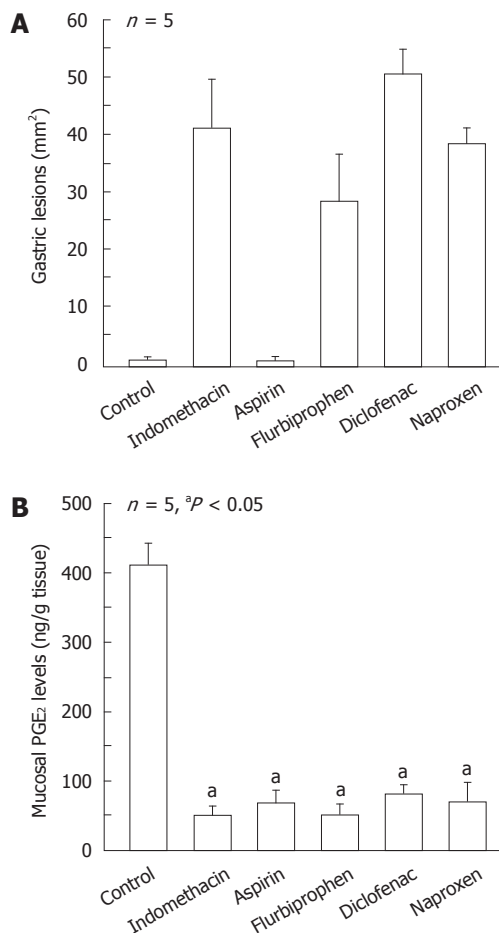 A
n = 5
Gastric lesions (mm²)
60
50
40
30
20
10
0
Control
Indomethacin
Aspirin
Flurbiprophen
Diclofenac
Naproxen
B
n = 5, ᵃP < 0.05
Mucosal PGE₂ levels (ng/g tissue)
500
400
300
200
100
0
a
a
a
a
a
Control
Indomethacin
Aspirin
Flurbiprophen
Diclofenac
Naproxen